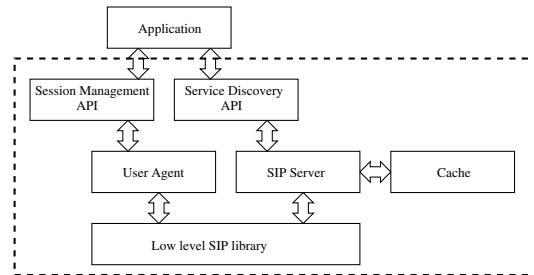 Application
Session Management
API
Service Discovery
API
User Agent
SIP Server
Cache
Low level SIP library